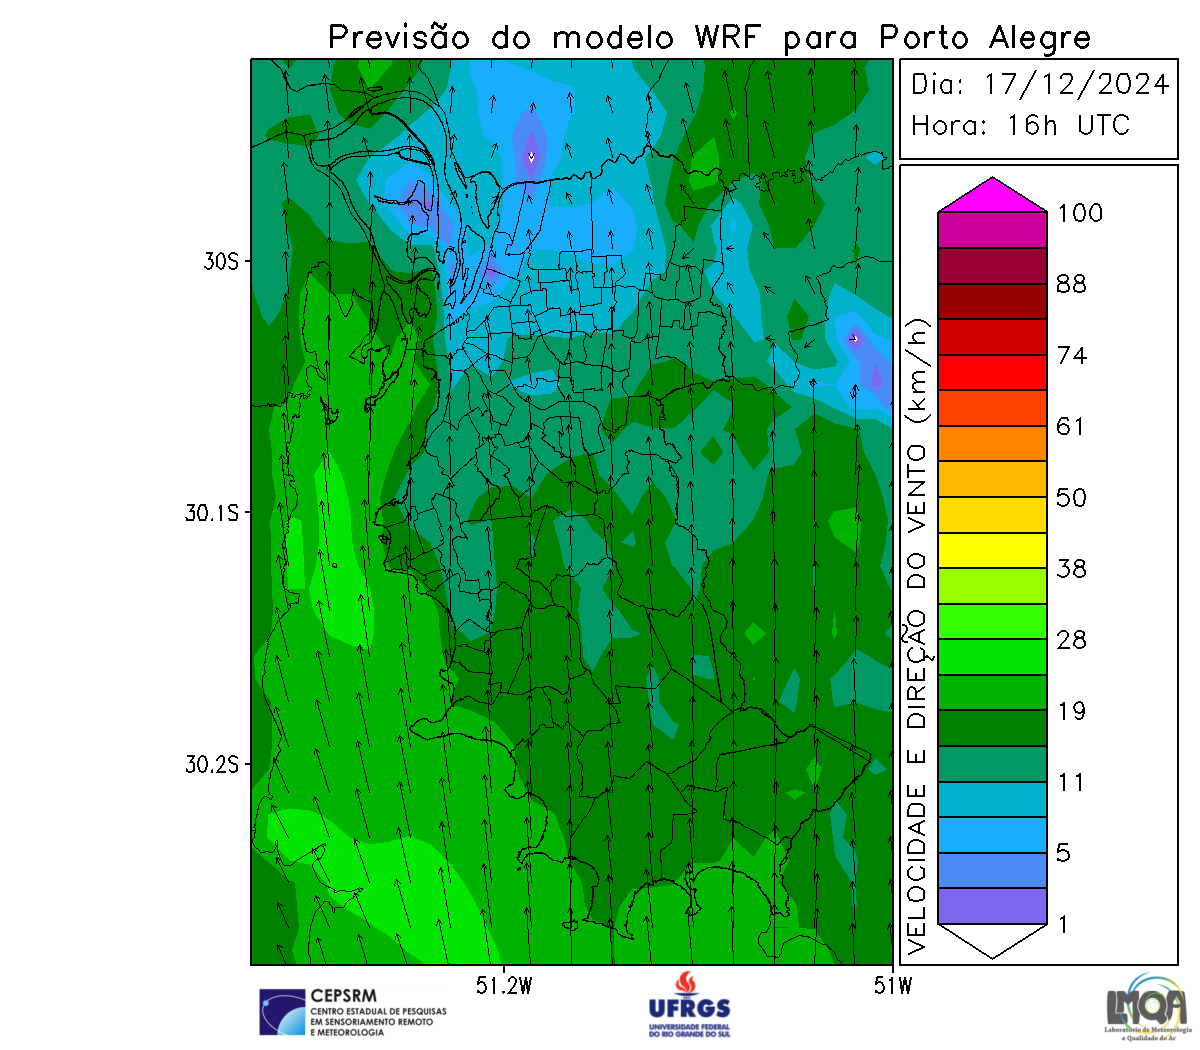 Previsão do modelo WRF para Porto Alegre
Dia: 17/12/2024
Hora: 16h UTC
30S
30.1S
30.2S
51.2W
51W
VELOCIDADE E DIREÇÃO DO VENTO (km/h)
100
88
74
61
50
38
28
19
11
5
1
CEPSRM
CENTRO ESTADUAL DE PESQUISAS
EM SENSORIAMENTO REMOTO
E METEOROLOGIA
UFRGS
UNIVERSIDADE FEDERAL
DO RIO GRANDE DO SUL
LMQA
Laboratório de Meteorologia
e Qualidade do Ar